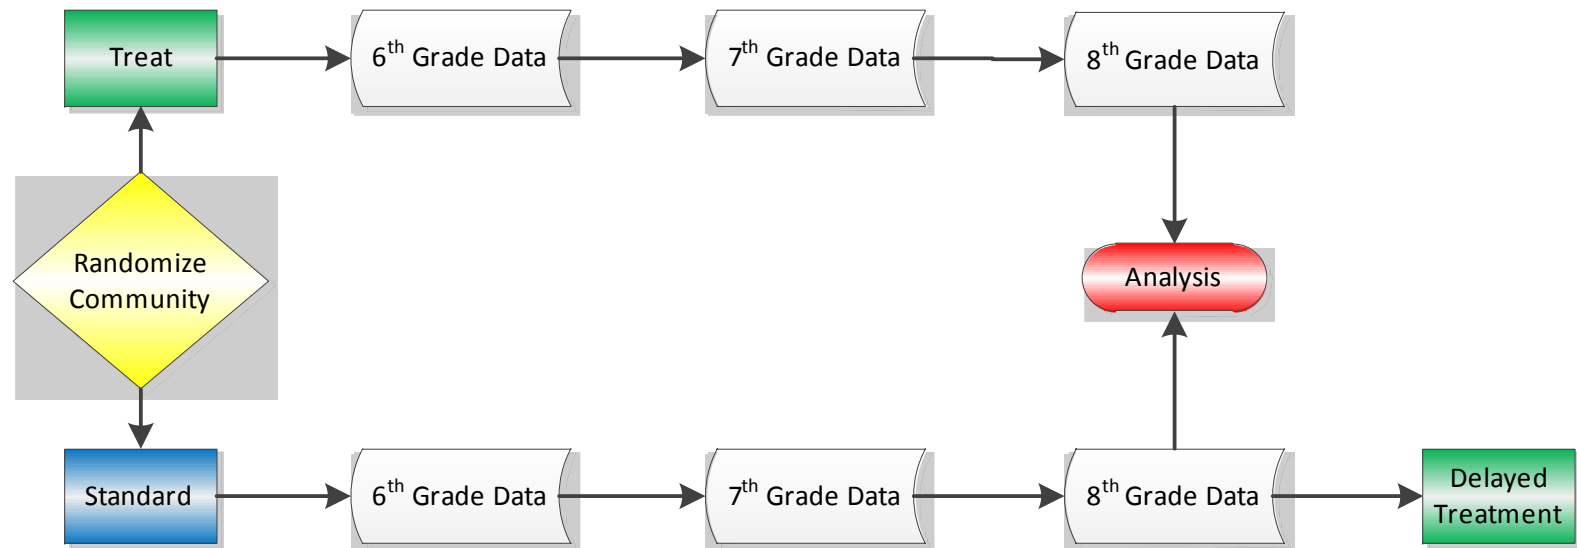 Treat
6th Grade Data
7th Grade Data
8th Grade Data
Randomize
Community
Analysis
Standard
6th Grade Data
7th Grade Data
8th Grade Data
Delayed
Treatment